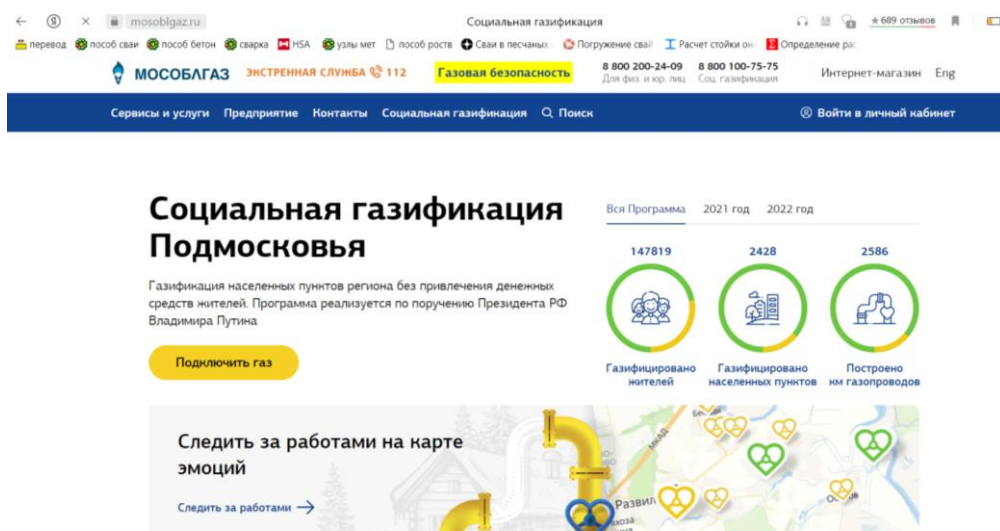 mosoblgaz.ru
Социальная газификация
★ 689 отзывов
перевод пособ сваи пособ бетон сварка HSA узлы мет пособ роств Сваи в песчаных Погружение свай Расчет стойки он Определение рас
МОСОБЛГАЗ
ЭКСТРЕННАЯ СЛУЖБА 112
Газовая безопасность
8 800 200-24-09
Для физ. и юр. лиц
8 800 100-75-75
Соц. газификация
Интернет-магазин Eng
Сервисы и услуги Предприятие Контакты Социальная газификация Поиск
Войти в личный кабинет
Социальная газификация
Подмосковья
Газификация населенных пунктов региона без привлечения денежных
средств жителей. Программа реализуется по поручению Президента РФ
Владимира Путина
Подключить газ
Вся Программа 2021 год 2022 год
147819
Газифицировано
жителей
2428
Газифицировано
населенных пунктов
2586
Построено
км газопроводов
Следить за работами на карте
эмоций
Следить за работами →
МКАД
Развил